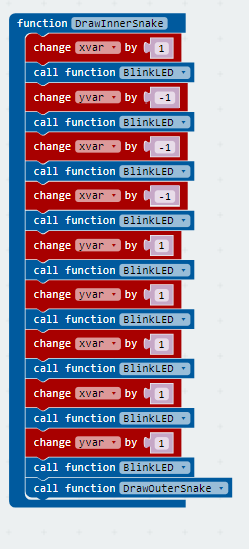 function DrawInnerSnake
change xvar by 1
call function BlinkLED
change yvar by -1
call function BlinkLED
change xvar by -1
call function BlinkLED
change xvar by -1
call function BlinkLED
change yvar by 1
call function BlinkLED
change yvar by 1
call function BlinkLED
change xvar by 1
call function BlinkLED
change xvar by 1
call function BlinkLED
change yvar by 1
call function BlinkLED
call function DrawOuterSnake